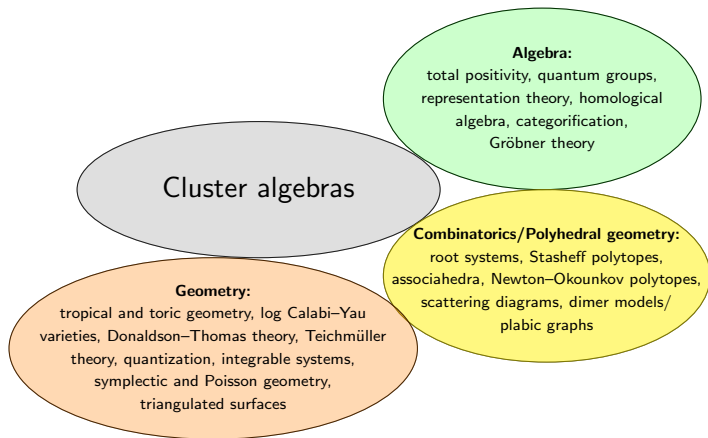 Algebra:
total positivity, quantum groups,
representation theory, homological
algebra, categorification,
Gröbner theory
Cluster algebras
Combinatorics/Polyhedral geometry:
root systems, Stasheff polytopes,
associahedra, Newton–Okounkov polytopes,
scattering diagrams, dimer models/
plabic graphs
Geometry:
tropical and toric geometry, log Calabi–Yau
varieties, Donaldson–Thomas theory, Teichmüller
theory, quantization, integrable systems,
symplectic and Poisson geometry,
triangulated surfaces